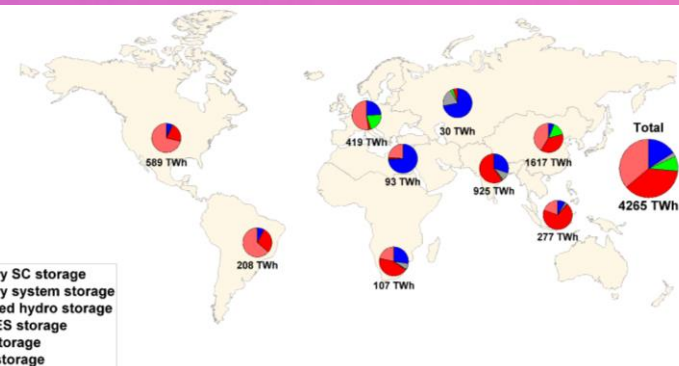 419 TWh
30 TWh
Total
589 TWh
1617 TWh
93 TWh
925 TWh
4265 TWh
277 TWh
208 TWh
107 TWh
y SC storage
y system storage
ed hydro storage
ES storage
torage
storage